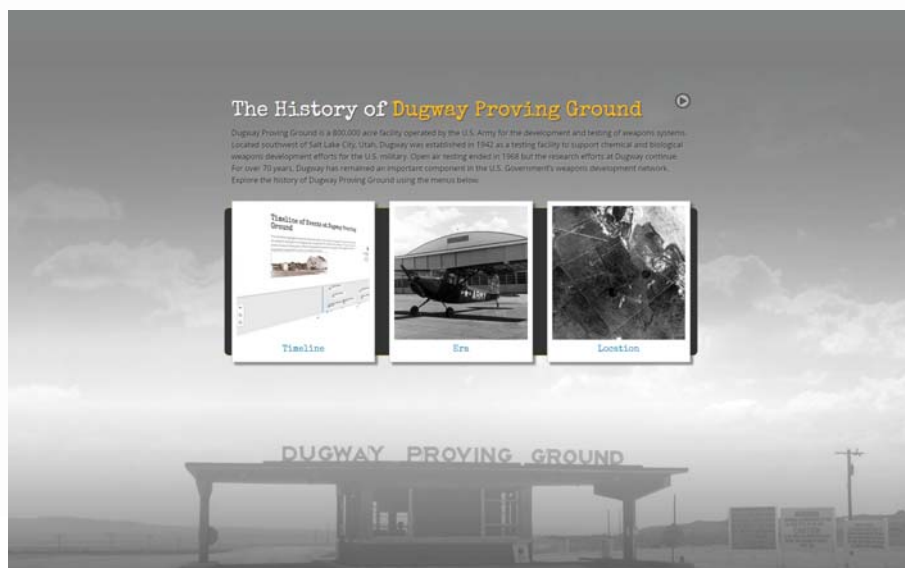 The History of Dugway Proving Ground
Dugway Proving Ground is a 800,000 acre facility operated by the U.S. Army for the development and testing of weapons systems.
Located southwest of Salt Lake City, Utah, Dugway was established in 1942 as a testing facility to support chemical and biological
weapons development efforts for the U.S. military. Open air testing ended in 1968 but the research efforts at Dugway continue.
For over 70 years, Dugway has remained an important component in the U.S. Government's weapons development network.
Explore the history of Dugway Proving Ground using the menus below.
Timeline of Events at Dugway Proving
Ground
ARMY
Timeline
Era
Location
DUGWAY PROVING GROUND